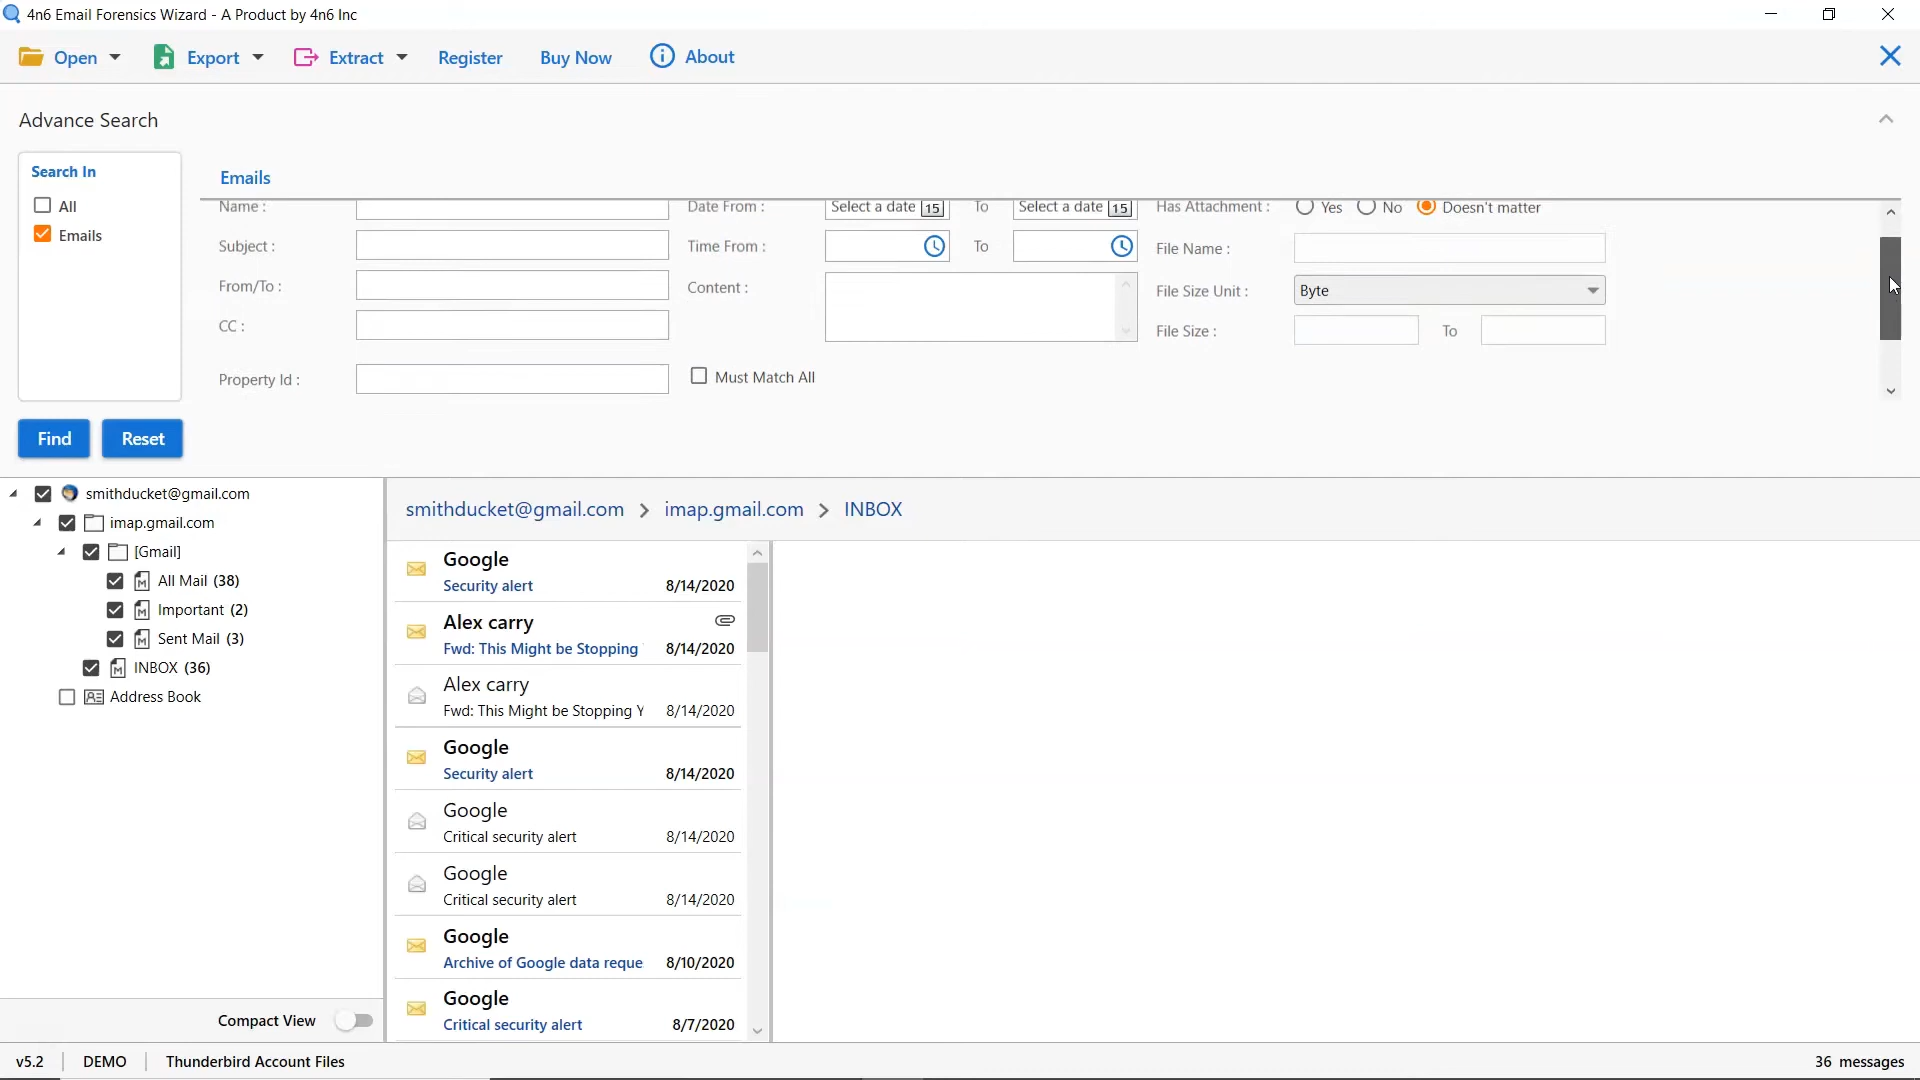 4n6 Email Forensics Wizard - A Product by 4n6 Inc
Open Export Extract Register Buy Now About
Advance Search
Search In
All
Emails
Emails
Name : Date From : Select a date 15 To Select a date 15 Has Attachment : Yes No Doesn't matter
Subject : Time From : To File Name :
From/To : Content : File Size Unit : Byte
CC : File Size : To
Property Id : Must Match All
Find Reset
smithducket@gmail.com
imap.gmail.com
[Gmail]
All Mail (38)
Important (2)
Sent Mail (3)
INBOX (36)
Address Book
smithducket@gmail.com > imap.gmail.com > INBOX
Google
Security alert 8/14/2020
Alex carry
Fwd: This Might be Stopping 8/14/2020
Alex carry
Fwd: This Might be Stopping Y 8/14/2020
Google
Security alert 8/14/2020
Google
Critical security alert 8/14/2020
Google
Critical security alert 8/14/2020
Google
Archive of Google data reque 8/10/2020
Google
Critical security alert 8/7/2020
Compact View
v5.2 DEMO Thunderbird Account Files 36 messages